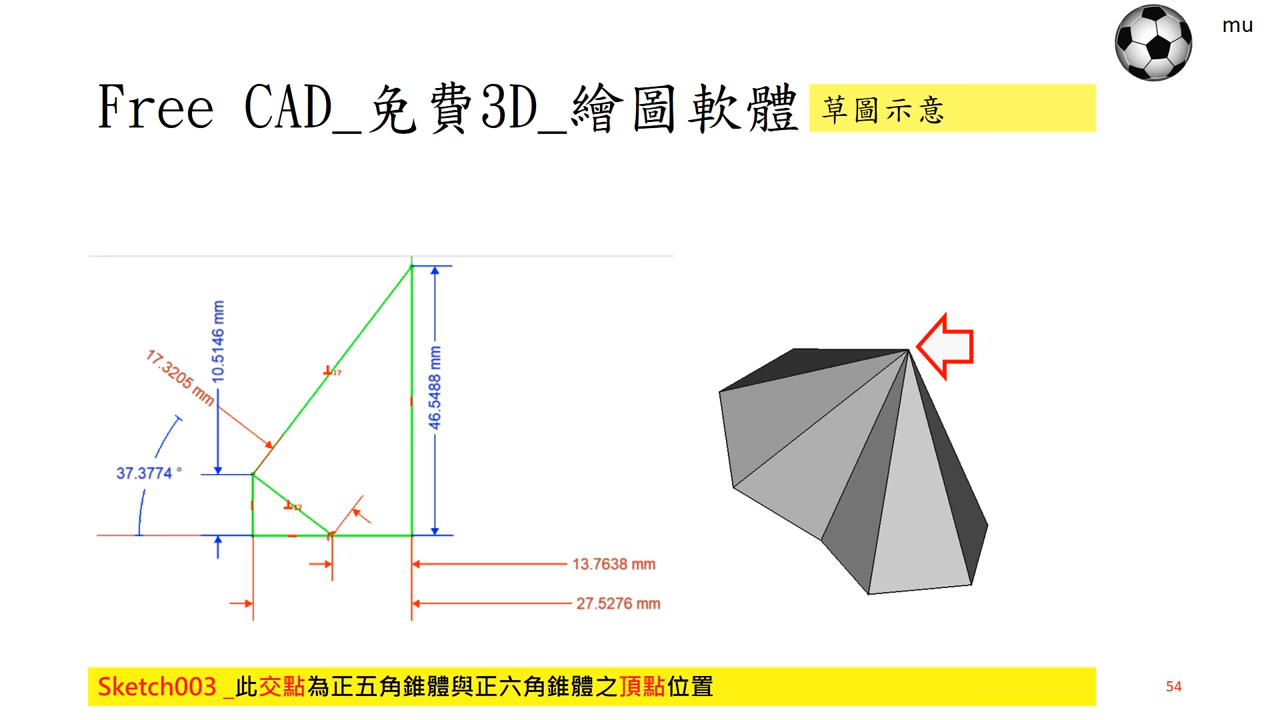 mu
Free CAD_免費3D_繪圖軟體
草圖示意
10.5146 mm
17.3205 mm
46.5488 mm
17
37.3774 °
17
13.7638 mm
27.5276 mm
Sketch003 _此交點為正五角錐體與正六角錐體之頂點位置
54